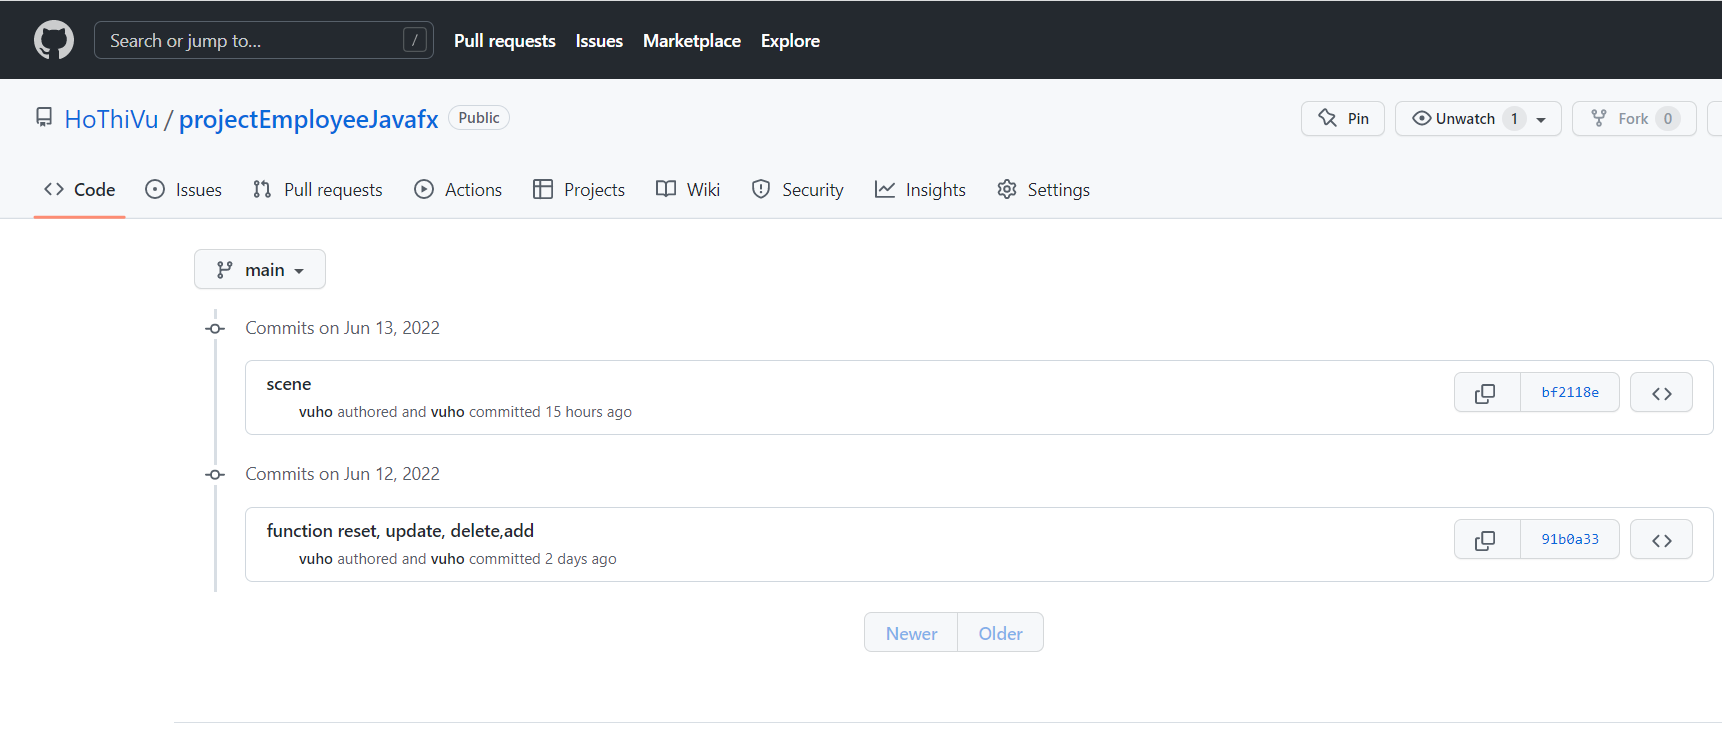 Search or jump to... /
Pull requests Issues Marketplace Explore
HoThiVu / projectEmployeeJavafx Public
Pin Unwatch 1 Fork 0
Code Issues Pull requests Actions Projects Wiki Security Insights Settings
main
Commits on Jun 13, 2022
scene
vuho authored and vuho committed 15 hours ago
bf2118e
Commits on Jun 12, 2022
function reset, update, delete,add
vuho authored and vuho committed 2 days ago
91b0a33
Newer Older